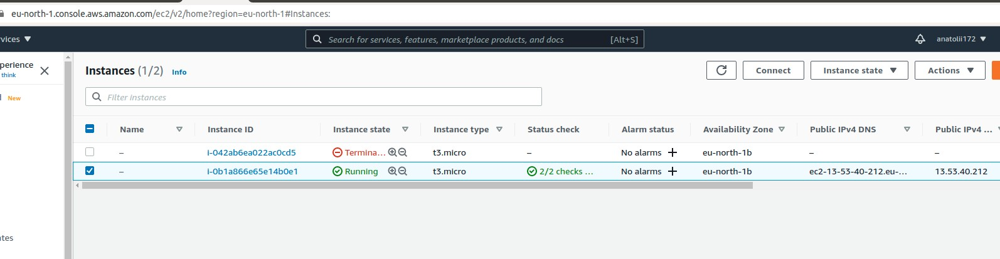 eu-north-1.console.aws.amazon.com/ec2/v2/home?region=eu-north-1#Instances:
vices ▼ Search for services, features, marketplace products, and docs [Alt+S] anatolii172 ▼
perience
think
New
Instances (1/2) Info Connect Instance state ▼ Actions ▼
Filter instances
Name Instance ID Instance state Instance type Status check Alarm status Availability Zone Public IPv4 DNS Public IPv4 ...
– i-042ab6ea022ac0cd5 Termina... t3.micro – No alarms + eu-north-1b – –
– i-0b1a866e65e14b0e1 Running t3.micro 2/2 checks ... No alarms + eu-north-1b ec2-13-53-40-212.eu-... 13.53.40.212
ates